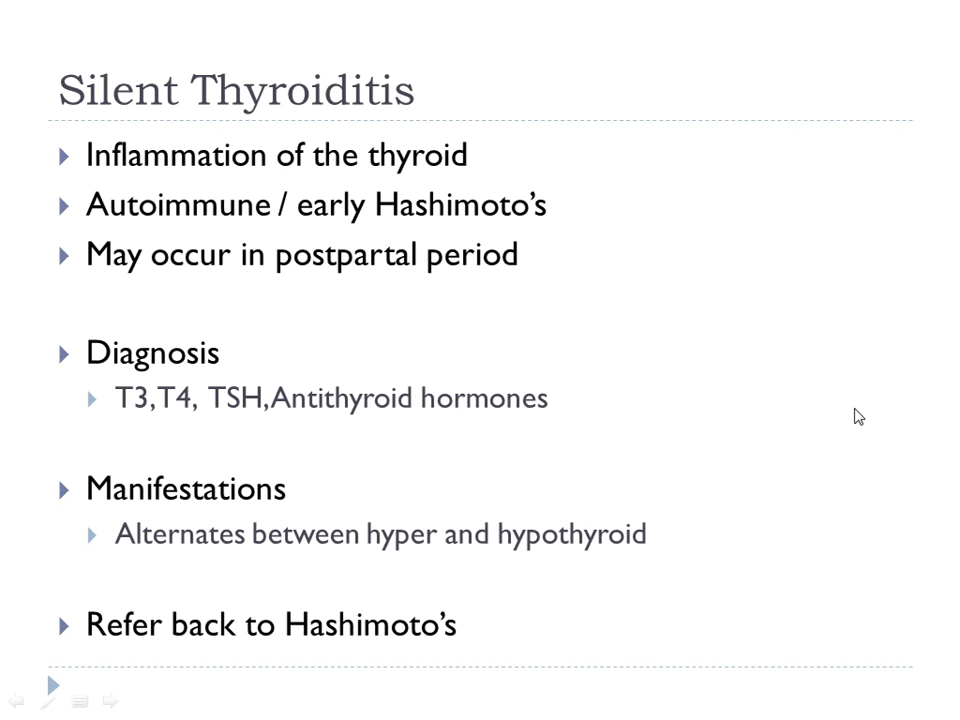 Silent Thyroiditis
Inflammation of the thyroid
Autoimmune / early Hashimoto’s
May occur in postpartal period
Diagnosis
T3,T4, TSH,Antithyroid hormones
Manifestations
Alternates between hyper and hypothyroid
Refer back to Hashimoto’s